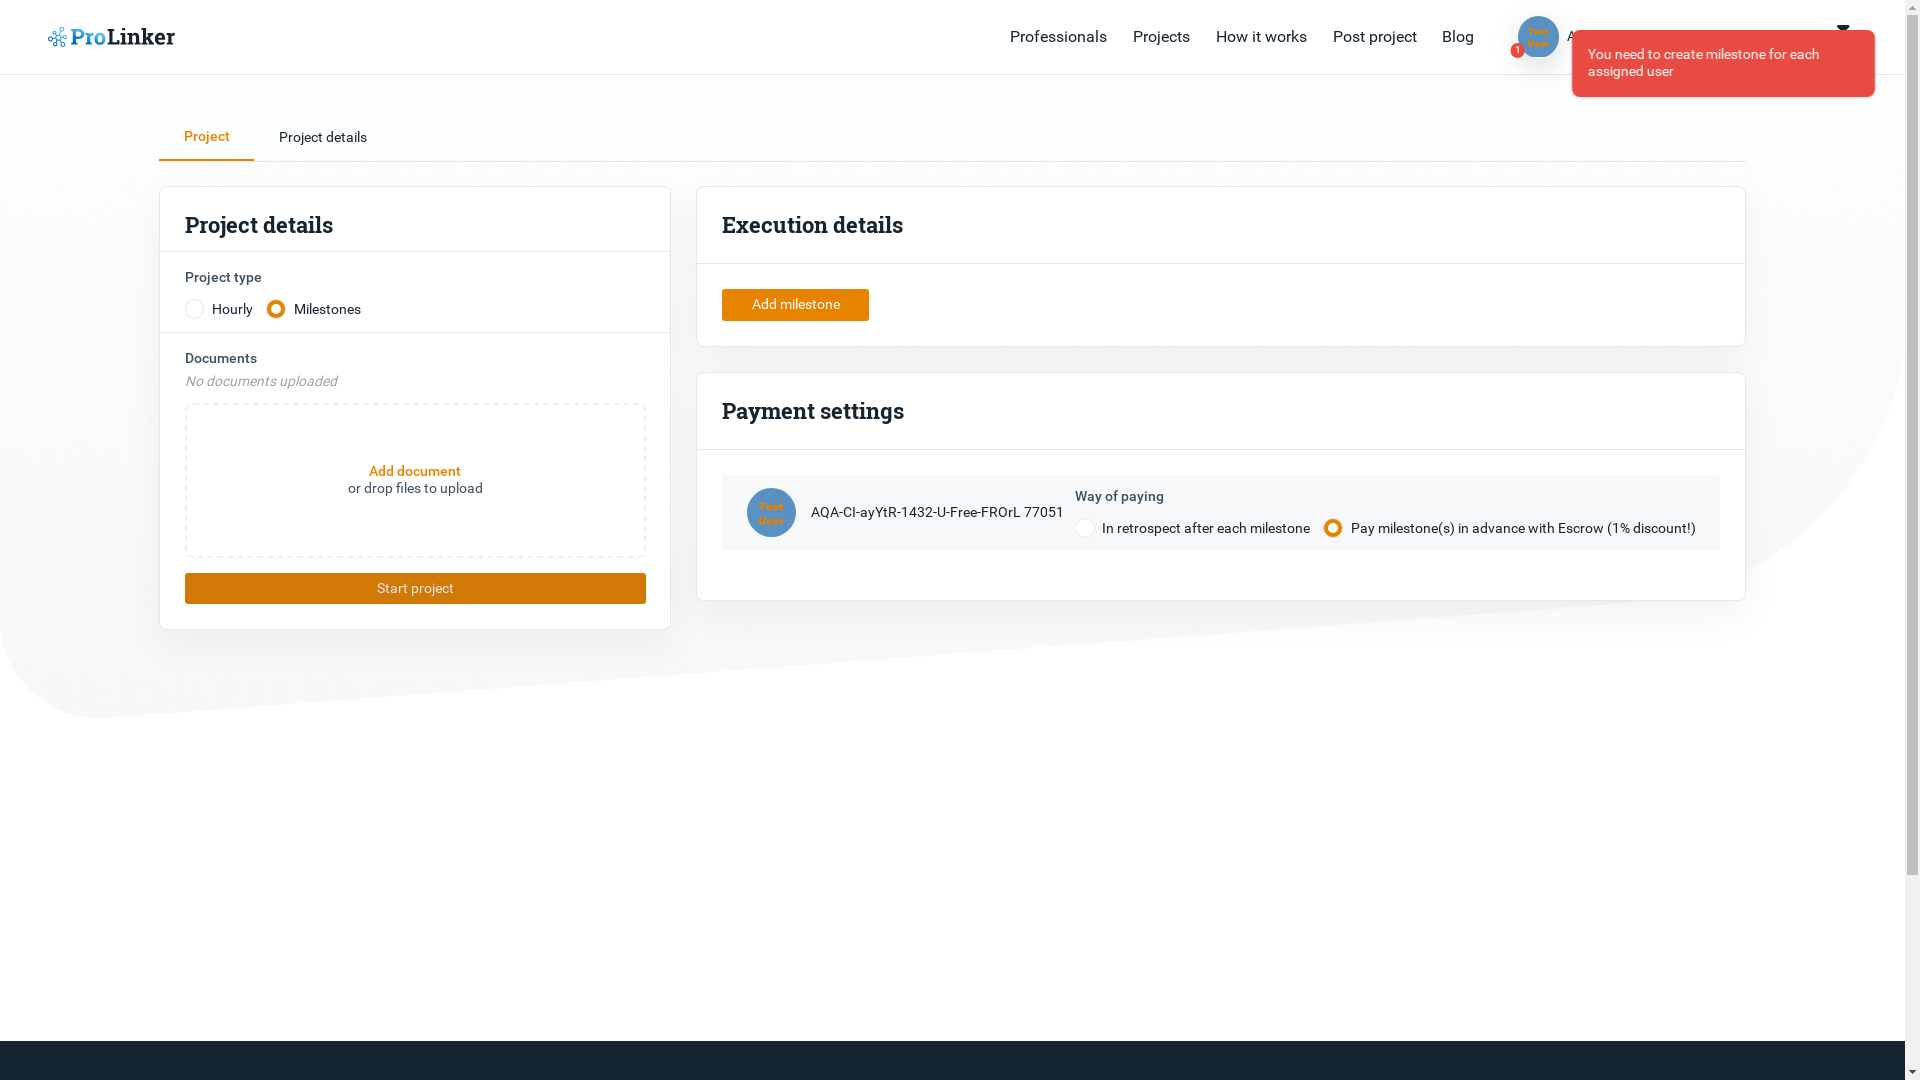 ProLinker
Professionals
Projects
How it works
Post project
Blog
Test
User
1
A
You need to create milestone for each
assigned user
Project
Project details
Project details
Project type
Hourly
Milestones
Documents
No documents uploaded
Add document
or drop files to upload
Start project
Execution details
Add milestone
Payment settings
Test
User
AQA-CI-ayYtR-1432-U-Free-FROrL 77051
Way of paying
In retrospect after each milestone
Pay milestone(s) in advance with Escrow (1% discount!)